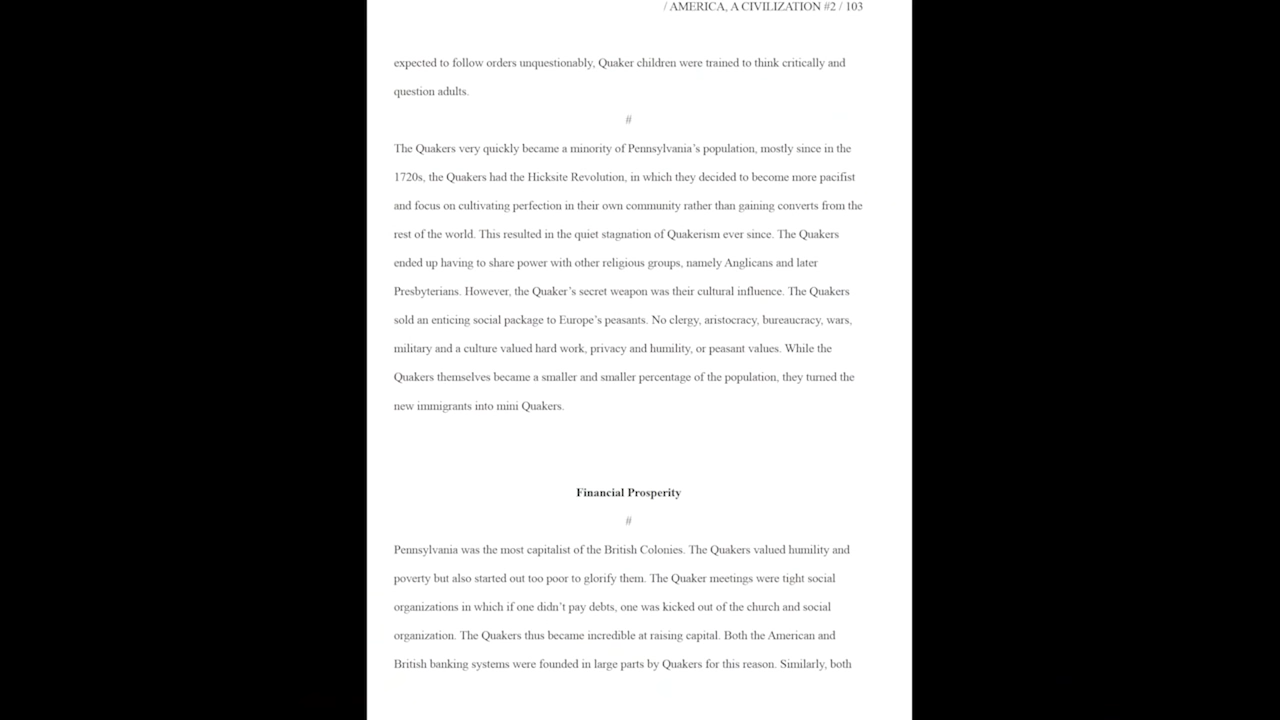 / AMERICA, A CIVILIZATION #2 / 103
expected to follow orders unquestionably, Quaker children were trained to think critically and
question adults.
#
The Quakers very quickly became a minority of Pennsylvania’s population, mostly since in the
1720s, the Quakers had the Hicksite Revolution, in which they decided to become more pacifist
and focus on cultivating perfection in their own community rather than gaining converts from the
rest of the world. This resulted in the quiet stagnation of Quakerism ever since. The Quakers
ended up having to share power with other religious groups, namely Anglicans and later
Presbyterians. However, the Quaker’s secret weapon was their cultural influence. The Quakers
sold an enticing social package to Europe’s peasants. No clergy, aristocracy, bureaucracy, wars,
military and a culture valued hard work, privacy and humility, or peasant values. While the
Quakers themselves became a smaller and smaller percentage of the population, they turned the
new immigrants into mini Quakers.
Financial Prosperity
#
Pennsylvania was the most capitalist of the British Colonies. The Quakers valued humility and
poverty but also started out too poor to glorify them. The Quaker meetings were tight social
organizations in which if one didn’t pay debts, one was kicked out of the church and social
organization. The Quakers thus became incredible at raising capital. Both the American and
British banking systems were founded in large parts by Quakers for this reason. Similarly, both